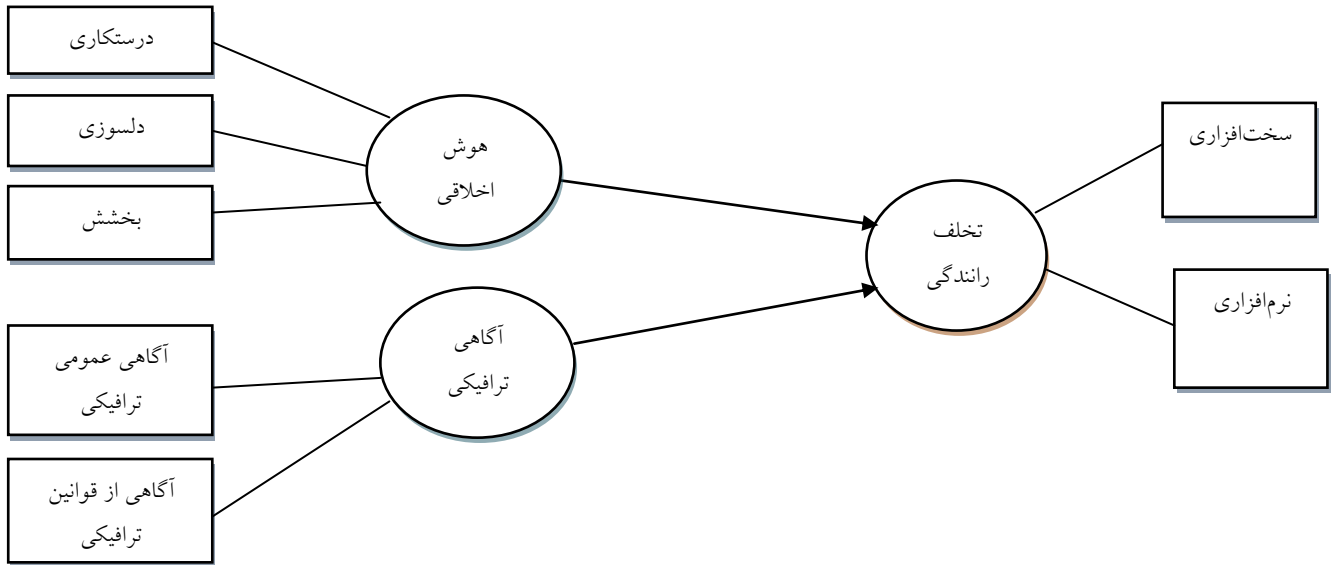 درستکاری
دلسوزی
بخشش
آگاهی عمومی
ترافیکی
آگاهی از قوانین
ترافیکی
هوش
اخلاقی
آگاهی
ترافیکی
تخلف
رانندگی
سخت‌افزاری
نرم‌افزاری